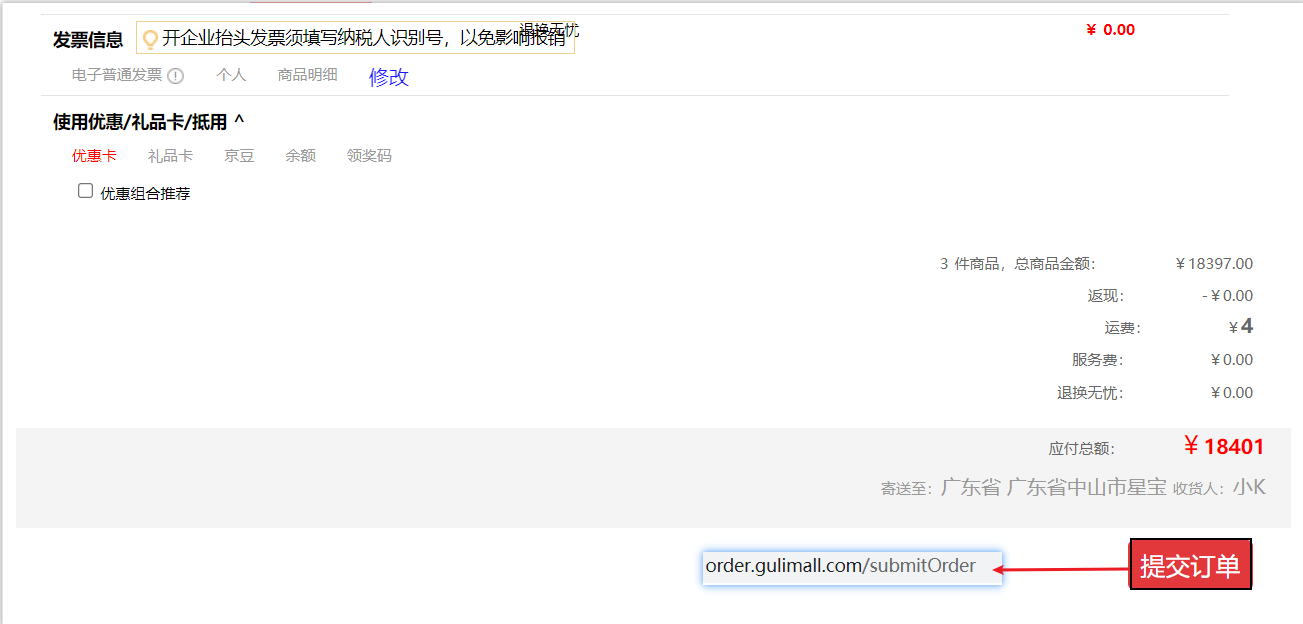 发票信息 开企业抬头发票须填写纳税人识别号，以免影响报销 退换无忧 ¥ 0.00
电子普通发票 个人 商品明细 修改
使用优惠/礼品卡/抵用 ^
优惠卡 礼品卡 京豆 余额 领奖码
优惠组合推荐
3 件商品，总商品金额： ¥18397.00
返现： -¥0.00
运费： ¥4
服务费： ¥0.00
退换无忧： ¥0.00
应付总额： ¥18401
寄送至：广东省 广东省中山市星宝 收货人：小K
order.gulimall.com/submitOrder 提交订单